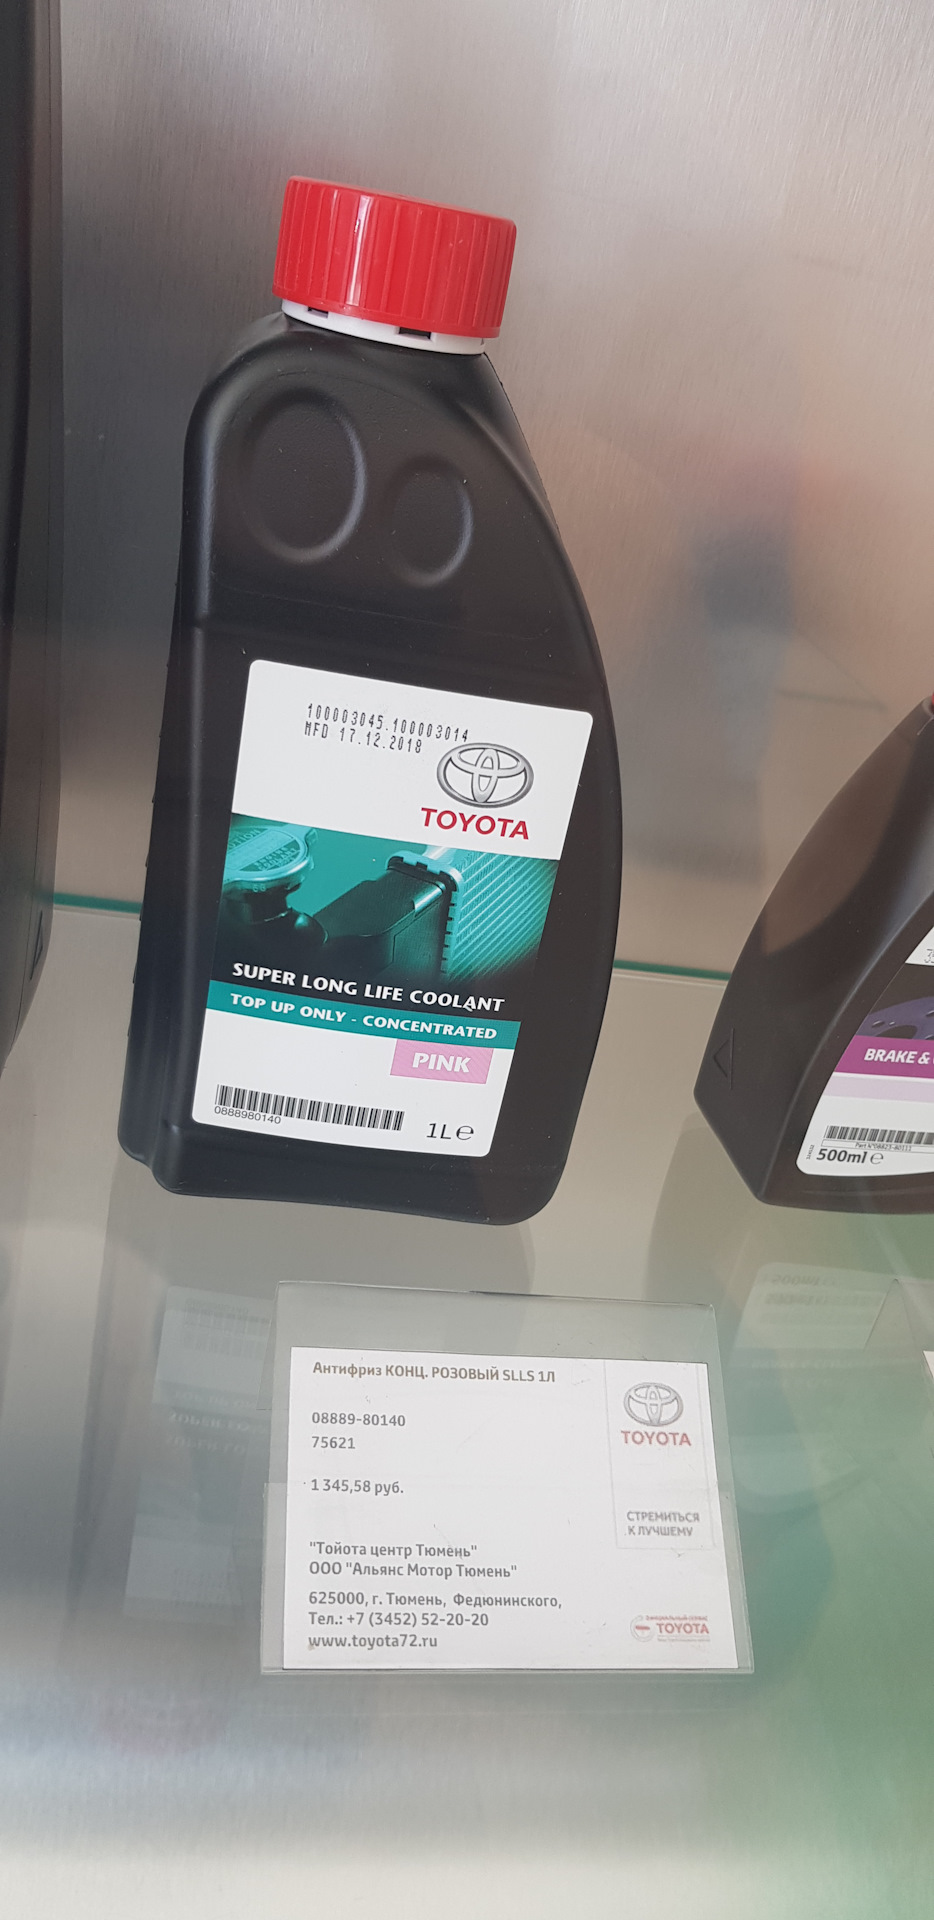 100003045.100003014
MFD 17.12.2018
TOYOTA
SUPER LONG LIFE COOLANT
TOP UP ONLY - CONCENTRATED
PINK
0888980140
1L e
BRAKE &
500ml e
Антифриз КОНЦ. РОЗОВЫЙ SLLS 1Л
08889-80140
75621
1 345,58 руб.
"Тойота центр Тюмень"
ООО "Альянс Мотор Тюмень"
625000, г. Тюмень, Федюнинского,
Тел.: +7 (3452) 52-20-20
www.toyota72.ru
TOYOTA
СТРЕМИТЬСЯ
К ЛУЧШЕМУ
ОФИЦИАЛЬНЫЙ СЕРВИС
TOYOTA